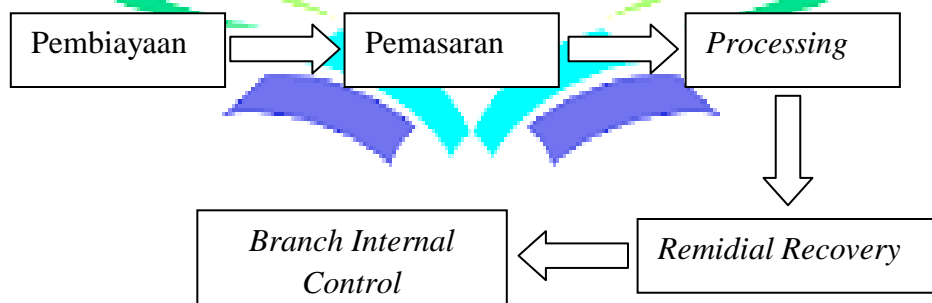 Pembiayaan
Pemasaran
Processing
Remidial Recovery
Branch Internal
Control